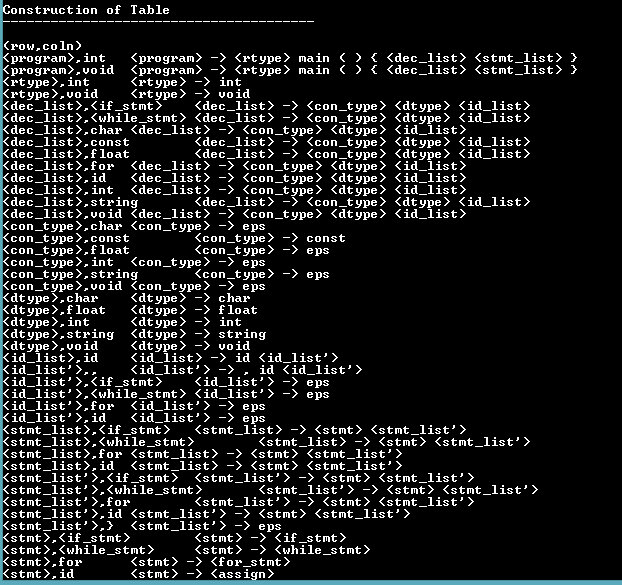 Construction of Table
---------------------------------------
<row,coln>
<program>,int <program> -> <rtype> main ( ) { <dec_list> <stmt_list> }
<program>,void <program> -> <rtype> main ( ) { <dec_list> <stmt_list> }
<rtype>,int <rtype> -> int
<rtype>,void <rtype> -> void
<dec_list>,<if_stmt> <dec_list> -> <con_type> <dtype> <id_list>
<dec_list>,<while_stmt> <dec_list> -> <con_type> <dtype> <id_list>
<dec_list>,char <dec_list> -> <con_type> <dtype> <id_list>
<dec_list>,const <dec_list> -> <con_type> <dtype> <id_list>
<dec_list>,float <dec_list> -> <con_type> <dtype> <id_list>
<dec_list>,for <dec_list> -> <con_type> <dtype> <id_list>
<dec_list>,id <dec_list> -> <con_type> <dtype> <id_list>
<dec_list>,int <dec_list> -> <con_type> <dtype> <id_list>
<dec_list>,string <dec_list> -> <con_type> <dtype> <id_list>
<dec_list>,void <dec_list> -> <con_type> <dtype> <id_list>
<con_type>,char <con_type> -> eps
<con_type>,const <con_type> -> const
<con_type>,float <con_type> -> eps
<con_type>,int <con_type> -> eps
<con_type>,string <con_type> -> eps
<con_type>,void <con_type> -> eps
<dtype>,char <dtype> -> char
<dtype>,float <dtype> -> float
<dtype>,int <dtype> -> int
<dtype>,string <dtype> -> string
<dtype>,void <dtype> -> void
<id_list>,id <id_list> -> id <id_list'>
<id_list'>,, <id_list'> -> , id <id_list'>
<id_list'>,<if_stmt> <id_list'> -> eps
<id_list'>,<while_stmt> <id_list'> -> eps
<id_list'>,for <id_list'> -> eps
<id_list'>,id <id_list'> -> eps
<stmt_list>,<if_stmt> <stmt_list> -> <stmt> <stmt_list'>
<stmt_list>,<while_stmt> <stmt_list> -> <stmt> <stmt_list'>
<stmt_list>,for <stmt_list> -> <stmt> <stmt_list'>
<stmt_list>,id <stmt_list> -> <stmt> <stmt_list'>
<stmt_list'>,<if_stmt> <stmt_list'> -> <stmt> <stmt_list'>
<stmt_list'>,<while_stmt> <stmt_list'> -> <stmt> <stmt_list'>
<stmt_list'>,for <stmt_list'> -> <stmt> <stmt_list'>
<stmt_list'>,id <stmt_list'> -> <stmt> <stmt_list'>
<stmt_list'>,} <stmt_list'> -> eps
<stmt>,<if_stmt> <stmt> -> <if_stmt>
<stmt>,<while_stmt> <stmt> -> <while_stmt>
<stmt>,for <stmt> -> <for_stmt>
<stmt>,id <stmt> -> <assign>